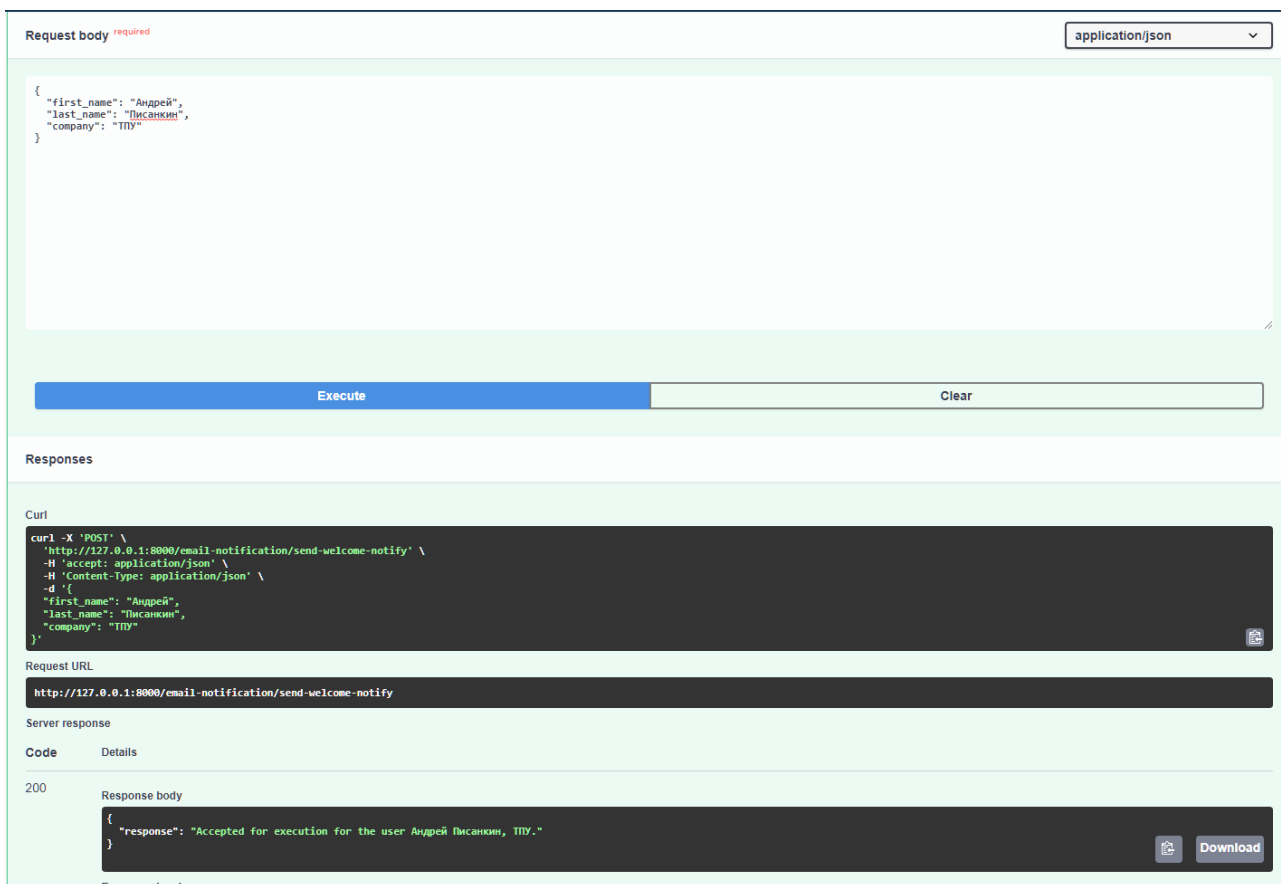 Request body required
application/json
{
"first_name": "Андрей",
"last_name": "Писанкин",
"company": "ТПУ"
}
Execute
Clear
Responses
Curl
curl -X 'POST' \
'http://127.0.0.1:8000/email-notification/send-welcome-notify' \
-H 'accept: application/json' \
-H 'Content-Type: application/json' \
-d '{
"first_name": "Андрей",
"last_name": "Писанкин",
"company": "ТПУ"
}'
Request URL
http://127.0.0.1:8000/email-notification/send-welcome-notify
Server response
Code
Details
200
Response body
{
"response": "Accepted for execution for the user Андрей Писанкин, ТПУ."
}
Download